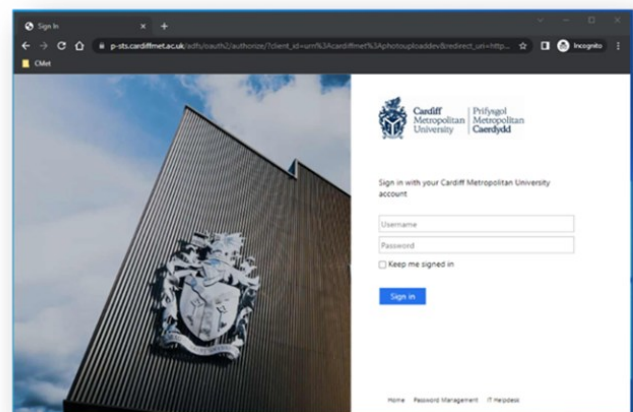 Sign In
p-sts.cardiffmet.ac.uk/adfs/oauth2/authorize/?client_id=urn%3Acardiffmet%3Aphotouploaddev&redirect_uri=http...
Incognito
CMet
Cardiff
Metropolitan
University
Prifysgol
Metropolitan
Caerdydd
Sign in with your Cardiff Metropolitan University
account
Username
Password
Keep me signed in
Sign in
Home Password Management IT Helpdesk